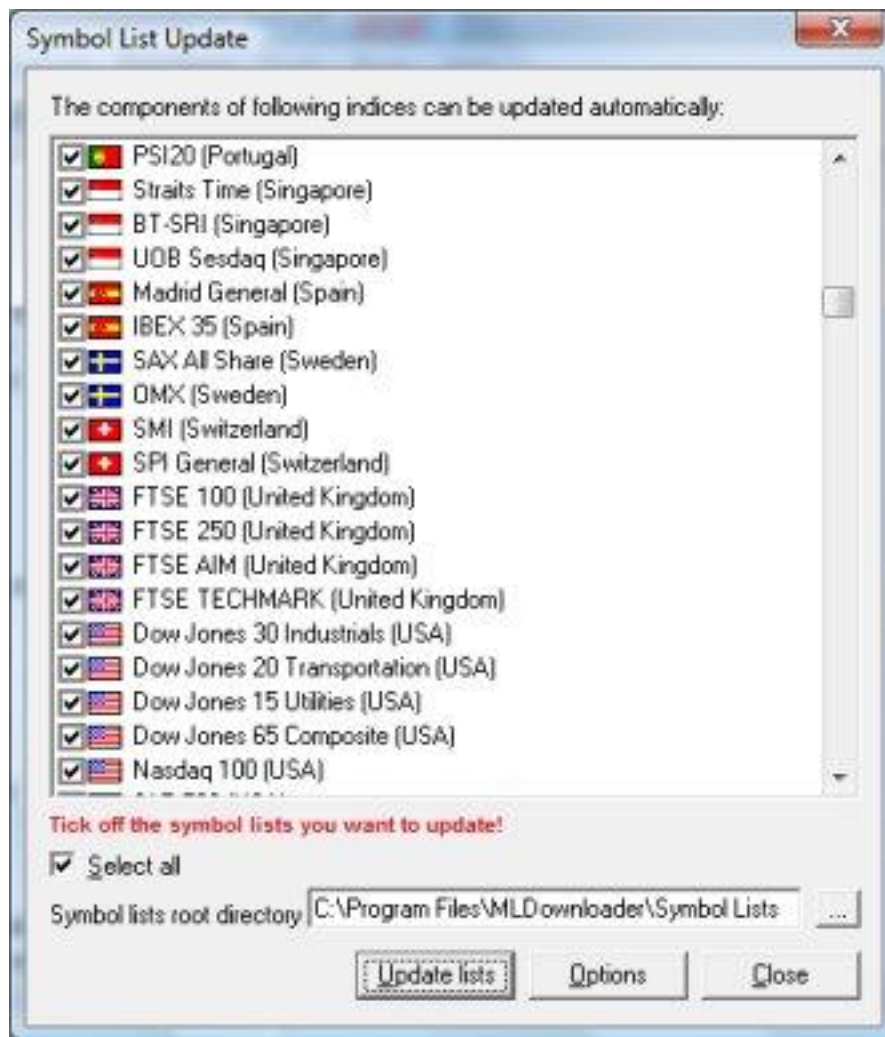 Symbol List Update
The components of following indices can be updated automatically:
PSI20 (Portugal)
Straits Time (Singapore)
BT-SRI (Singapore)
UOB Sesdaq (Singapore)
Madrid General (Spain)
IBEX 35 (Spain)
SAX All Share (Sweden)
OMX (Sweden)
SMI (Switzerland)
SPI General (Switzerland)
FTSE 100 (United Kingdom)
FTSE 250 (United Kingdom)
FTSE AIM (United Kingdom)
FTSE TECHMARK (United Kingdom)
Dow Jones 30 Industrials (USA)
Dow Jones 20 Transportation (USA)
Dow Jones 15 Utilities (USA)
Dow Jones 65 Composite (USA)
Nasdaq 100 (USA)
Tick off the symbol lists you want to update!
Select all
Symbol lists root directory C:\Program Files\MLDownloader\Symbol Lists ...
Update lists Options Close